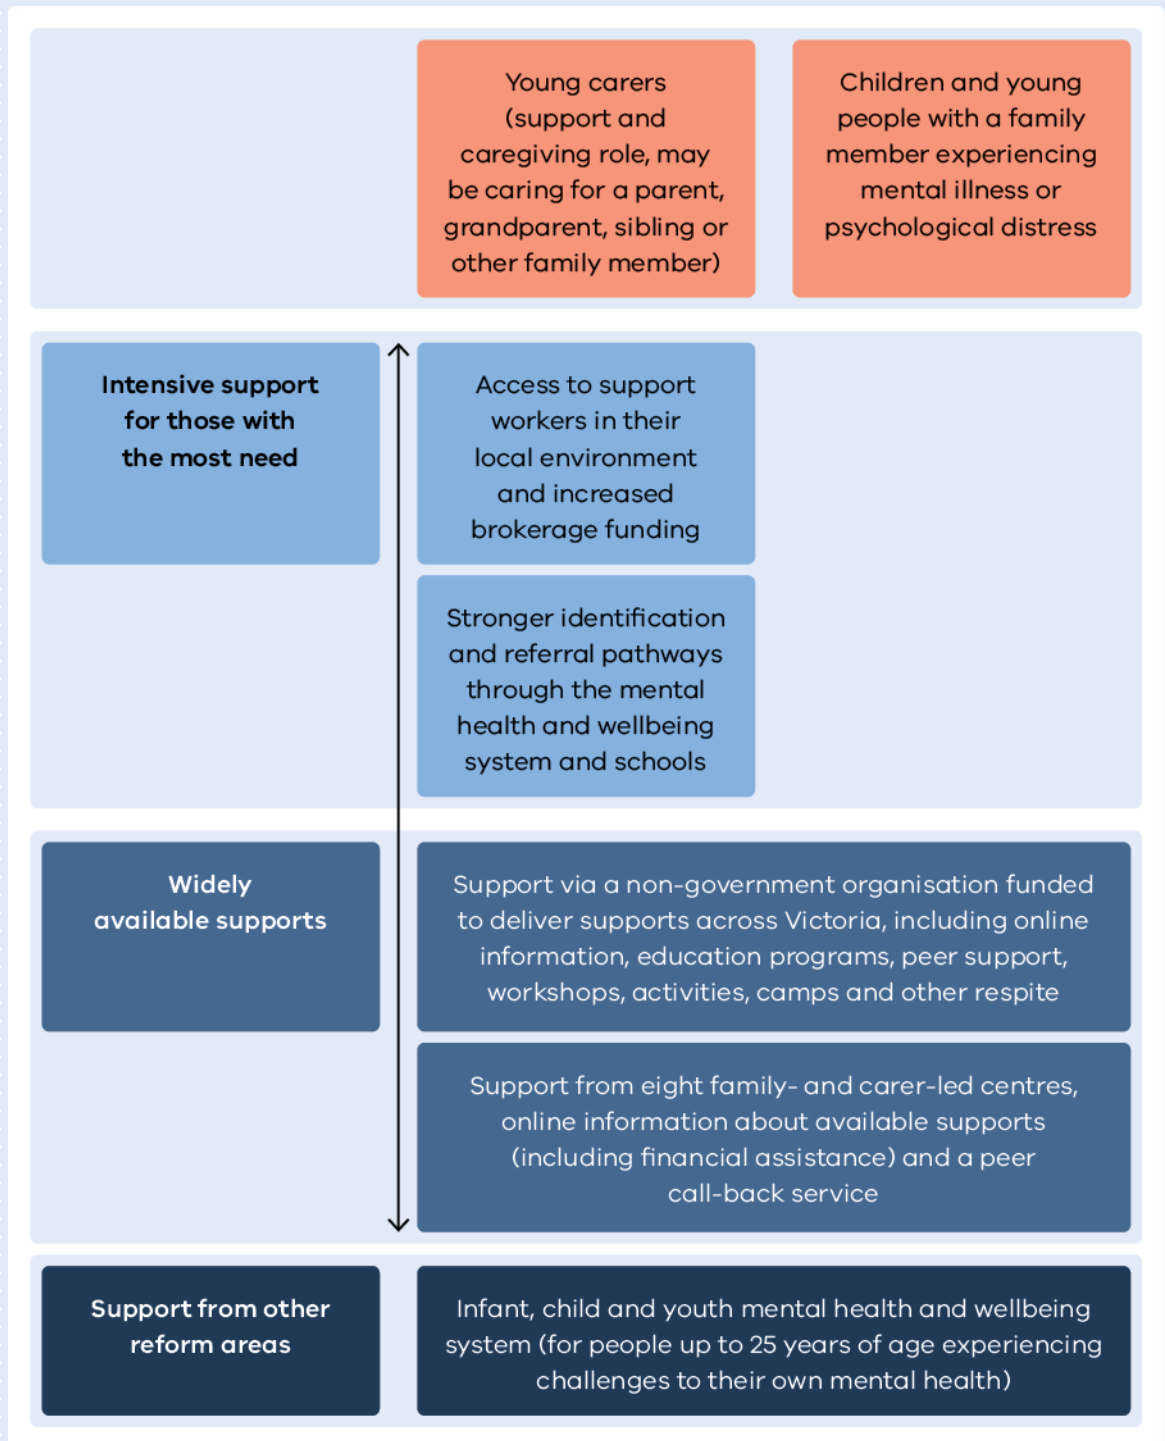 Young carers
(support and
caregiving role, may
be caring for a parent,
grandparent, sibling or
other family member)
Children and young
people with a family
member experiencing
mental illness or
psychological distress
Intensive support
for those with
the most need
Access to support
workers in their
local environment
and increased
brokerage funding
Stronger identification
and referral pathways
through the mental
health and wellbeing
system and schools
Widely
available supports
Support via a non-government organisation funded
to deliver supports across Victoria, including online
information, education programs, peer support,
workshops, activities, camps and other respite
Support from eight family- and carer-led centres,
online information about available supports
(including financial assistance) and a peer
call-back service
Support from other
reform areas
Infant, child and youth mental health and wellbeing
system (for people up to 25 years of age experiencing
challenges to their own mental health)